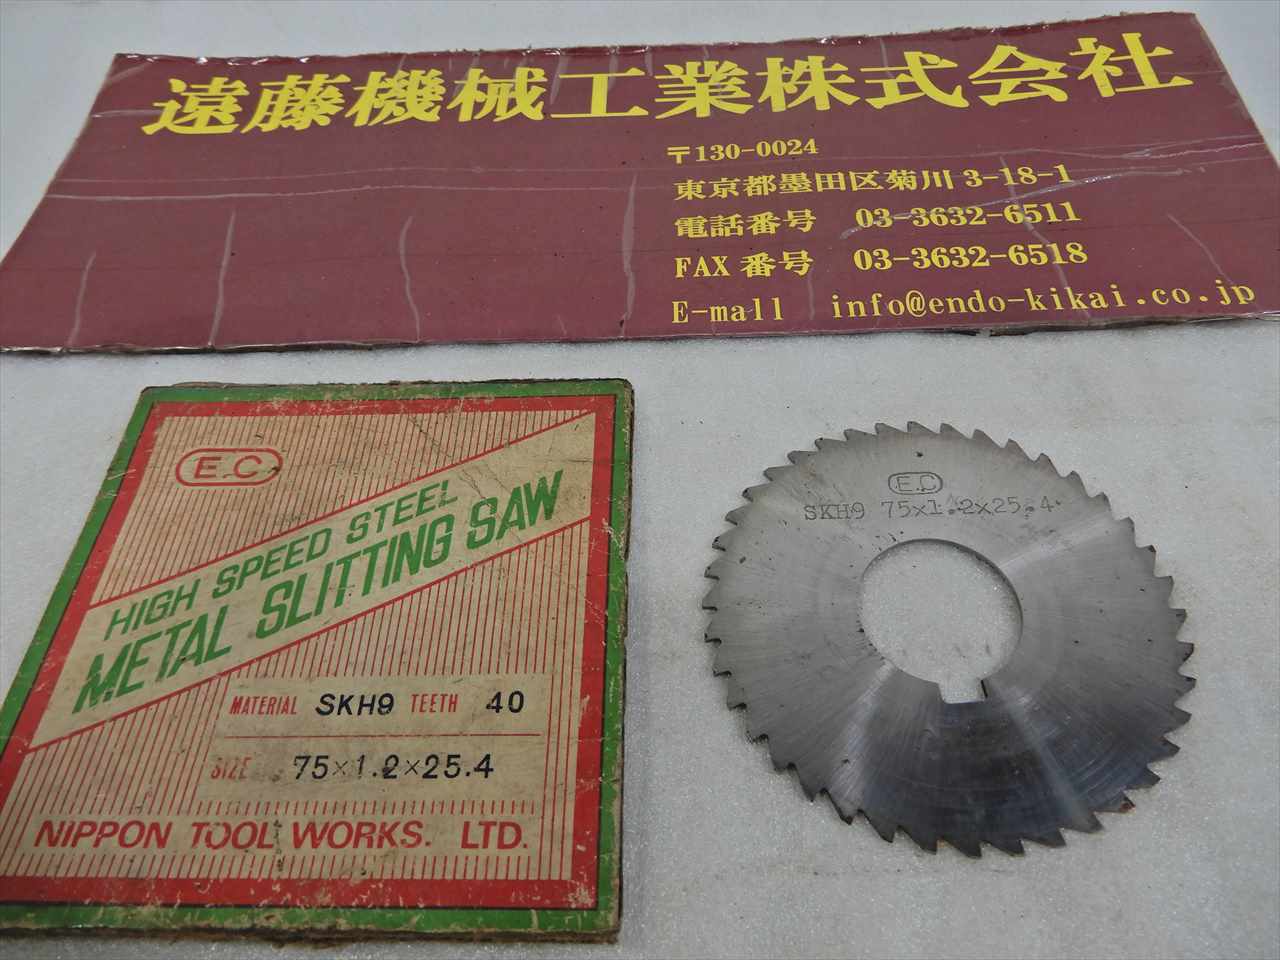 遠藤機械工業株式会社
〒130-0024
東京都墨田区菊川 3-18-1
電話番号 03-3632-6511
FAX 番号 03-3632-6518
E-mall info@endo-kikai.co.jp
E.C
HIGH SPEED STEEL
METAL SLITTING SAW
MATERIAL SKH9 TEETH 40
SIZE 75×1.2×25.4
NIPPON TOOL WORKS. LTD.
E.C
SKH9 75×1.2×25.4